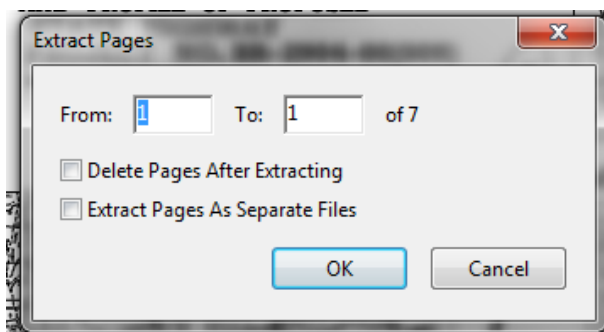 Extract Pages
From: 1 To: 1 of 7
Delete Pages After Extracting
Extract Pages As Separate Files
OK Cancel